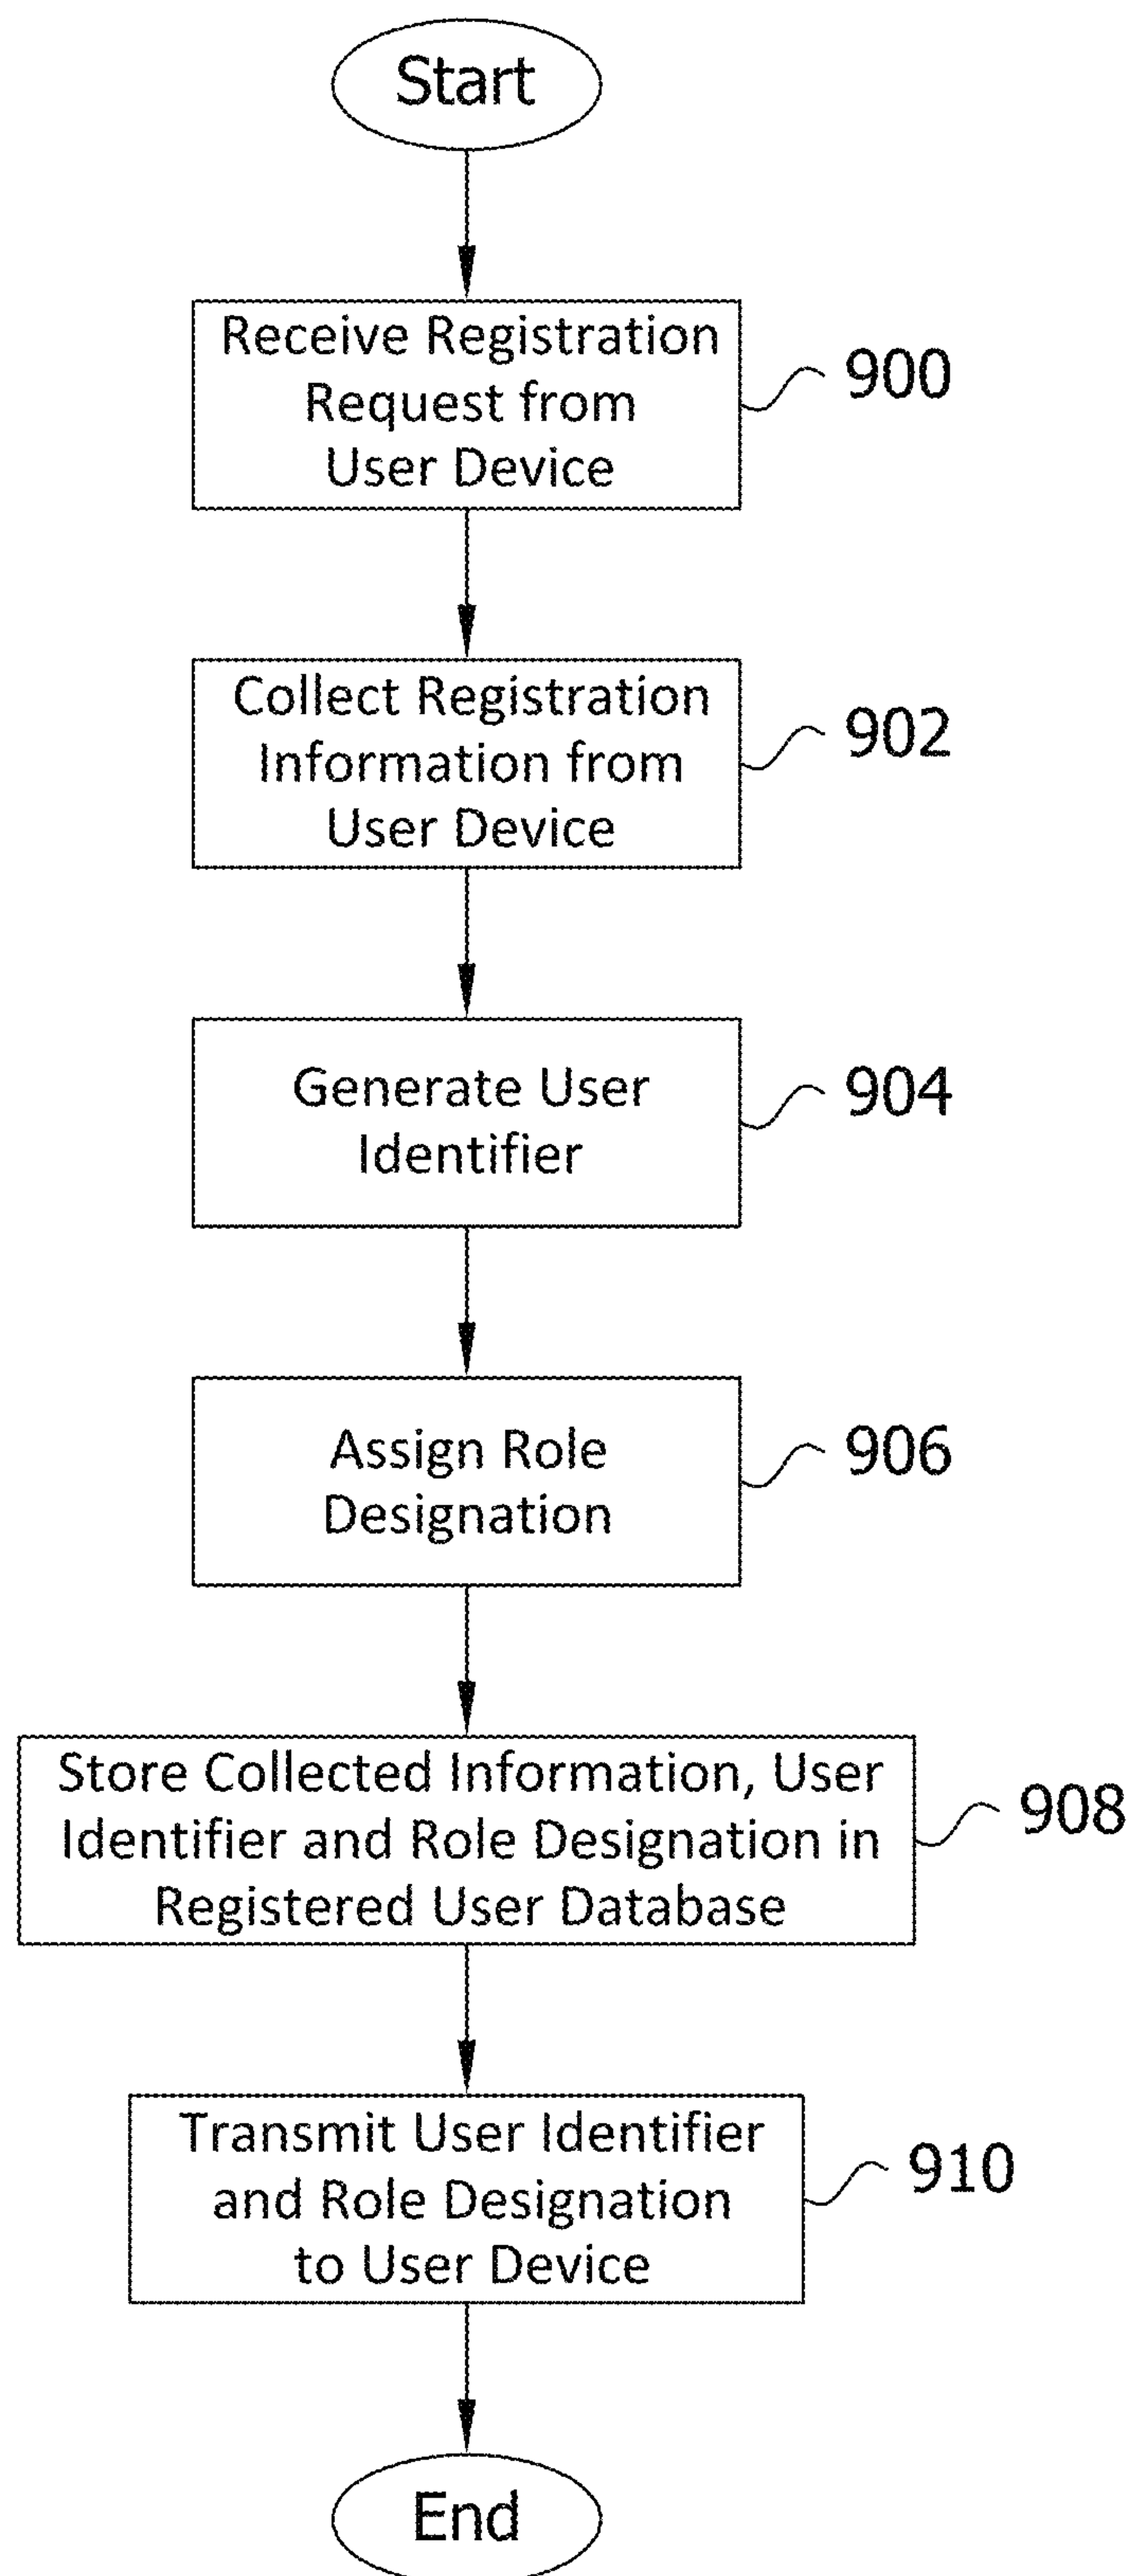 Start
Receive Registration
Request from
User Device
900
Collect Registration
Information from
User Device
902
Generate User
Identifier
904
Assign Role
Designation
906
Store Collected Information, User
Identifier and Role Designation in
Registered User Database
908
Transmit User Identifier
and Role Designation
to User Device
910
End